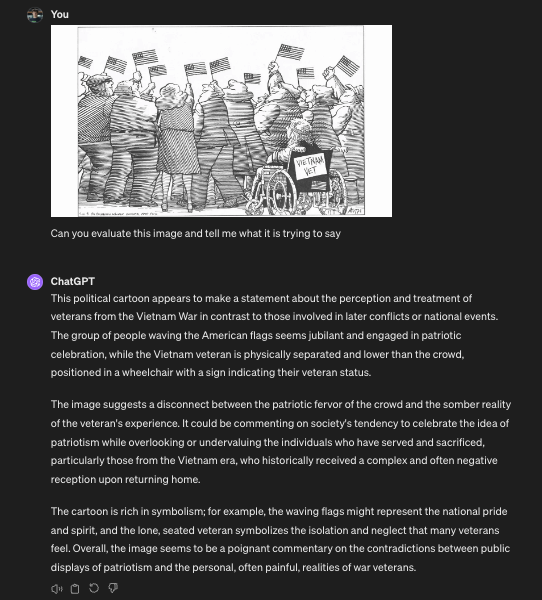 You
VIETNAM
VET
Can you evaluate this image and tell me what it is trying to say
ChatGPT
This political cartoon appears to make a statement about the perception and treatment of
veterans from the Vietnam War in contrast to those involved in later conflicts or national events.
The group of people waving the American flags seems jubilant and engaged in patriotic
celebration, while the Vietnam veteran is physically separated and lower than the crowd,
positioned in a wheelchair with a sign indicating their veteran status.
The image suggests a disconnect between the patriotic fervor of the crowd and the somber reality
of the veteran's experience. It could be commenting on society's tendency to celebrate the idea of
patriotism while overlooking or undervaluing the individuals who have served and sacrificed,
particularly those from the Vietnam era, who historically received a complex and often negative
reception upon returning home.
The cartoon is rich in symbolism; for example, the waving flags might represent the national pride
and spirit, and the lone, seated veteran symbolizes the isolation and neglect that many veterans
feel. Overall, the image seems to be a poignant commentary on the contradictions between public
displays of patriotism and the personal, often painful, realities of war veterans.